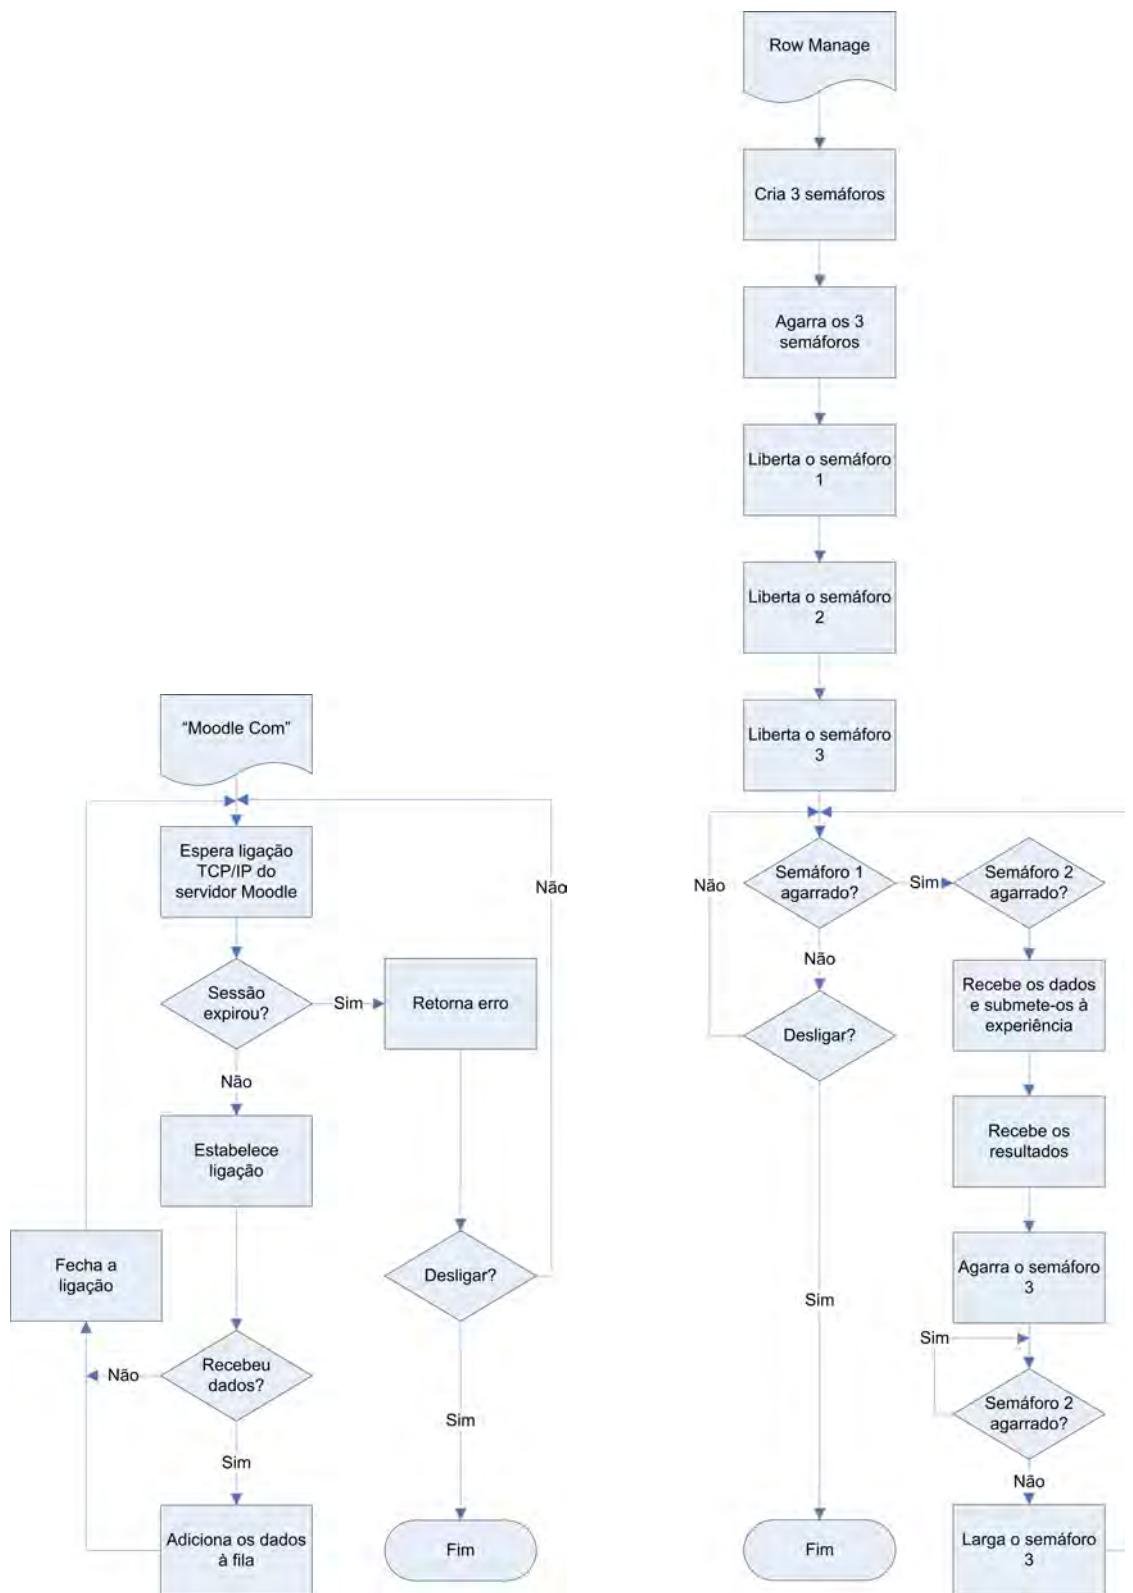 Row Manage
Cria 3 semáforos
Agarra os 3
semáforos
Liberta o semáforo
1
Liberta o semáforo
2
Liberta o semáforo
3
Semáforo 1
agarrado?
Sim
Semáforo 2
agarrado?
Não
Não
Desligar?
Recebe os dados
e submete-os à
experiência
Recebe os
resultados
Agarra o semáforo
3
Sim
Sim
Semáforo 2
agarrado?
Não
Larga o semáforo
3
Fim
“Moodle Com”
Espera ligação
TCP/IP do
servidor Moodle
Não
Sessão
expirou?
Sim
Retorna erro
Não
Estabelece
ligação
Fecha a
ligação
Desligar?
Recebeu
dados?
Não
Sim
Sim
Adiciona os dados
à fila
Fim